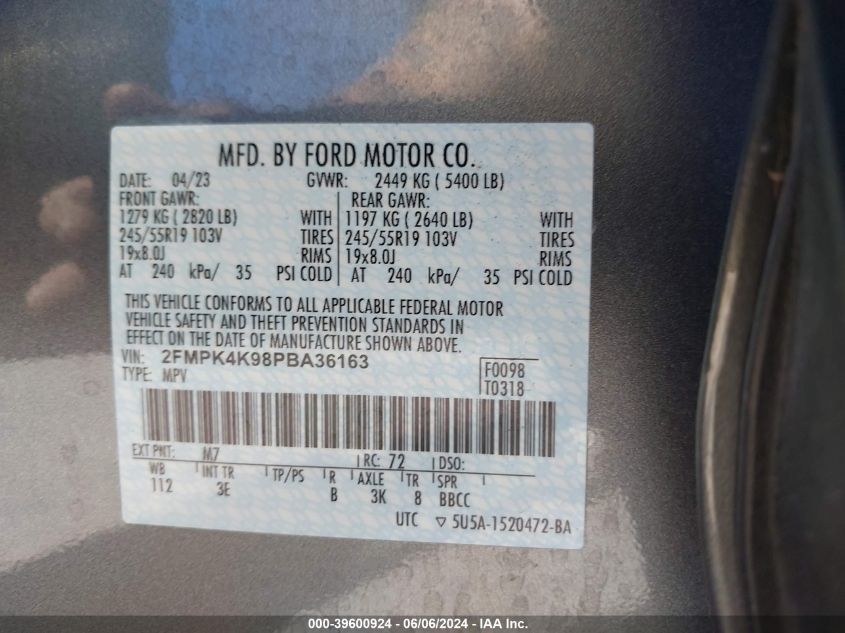 MFD. BY FORD MOTOR CO.
DATE: 04/23 GVWR: 2449 KG ( 5400 LB)
FRONT GAWR: REAR GAWR:
1279 KG ( 2820 LB) WITH 1197 KG ( 2640 LB) WITH
245/55R19 103V TIRES 245/55R19 103V TIRES
19x8.0J RIMS 19x8.0J RIMS
AT 240 kPa/ 35 PSI COLD AT 240 kPa/ 35 PSI COLD
THIS VEHICLE CONFORMS TO ALL APPLICABLE FEDERAL MOTOR
VEHICLE SAFETY AND THEFT PREVENTION STANDARDS IN
EFFECT ON THE DATE OF MANUFACTURE SHOWN ABOVE.
VIN: 2FMPK4K98PBA36163 F0098
TYPE: MPV T0318
EXT PNT: M7 RC: 72 DSO:
WB INT TR TP/PS R AXLE TR SPR
112 3E B 3K 8 BBCC
UTC ▽ 5U5A-1520472-BA
000-39600924 - 06/06/2024 - IAA Inc.